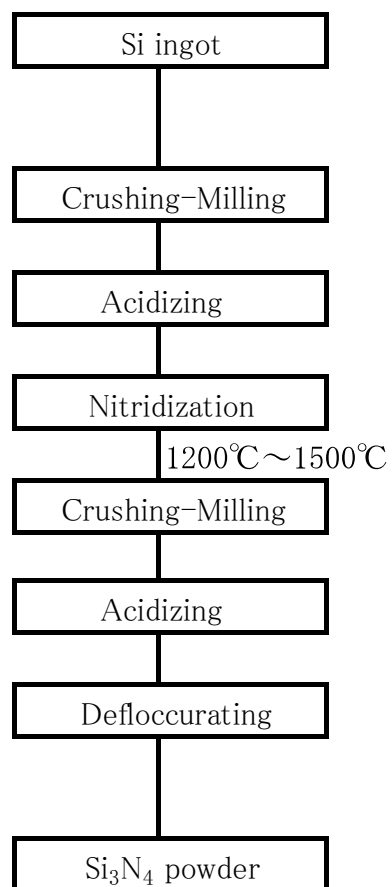 Si ingot
Crushing-Milling
Acidizing
Nitridization
1200℃～1500℃
Crushing-Milling
Acidizing
Defloccurating
Si₃N₄ powder